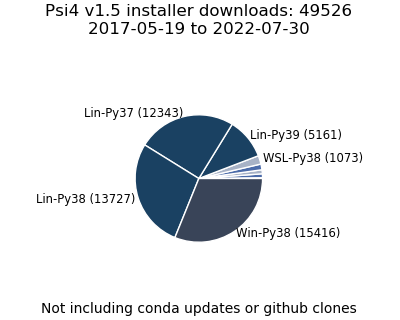 Psi4 v1.5 installer downloads: 49526
2017-05-19 to 2022-07-30
Lin-Py37 (12343)
Lin-Py39 (5161)
WSL-Py38 (1073)
Lin-Py38 (13727)
Win-Py38 (15416)
Not including conda updates or github clones